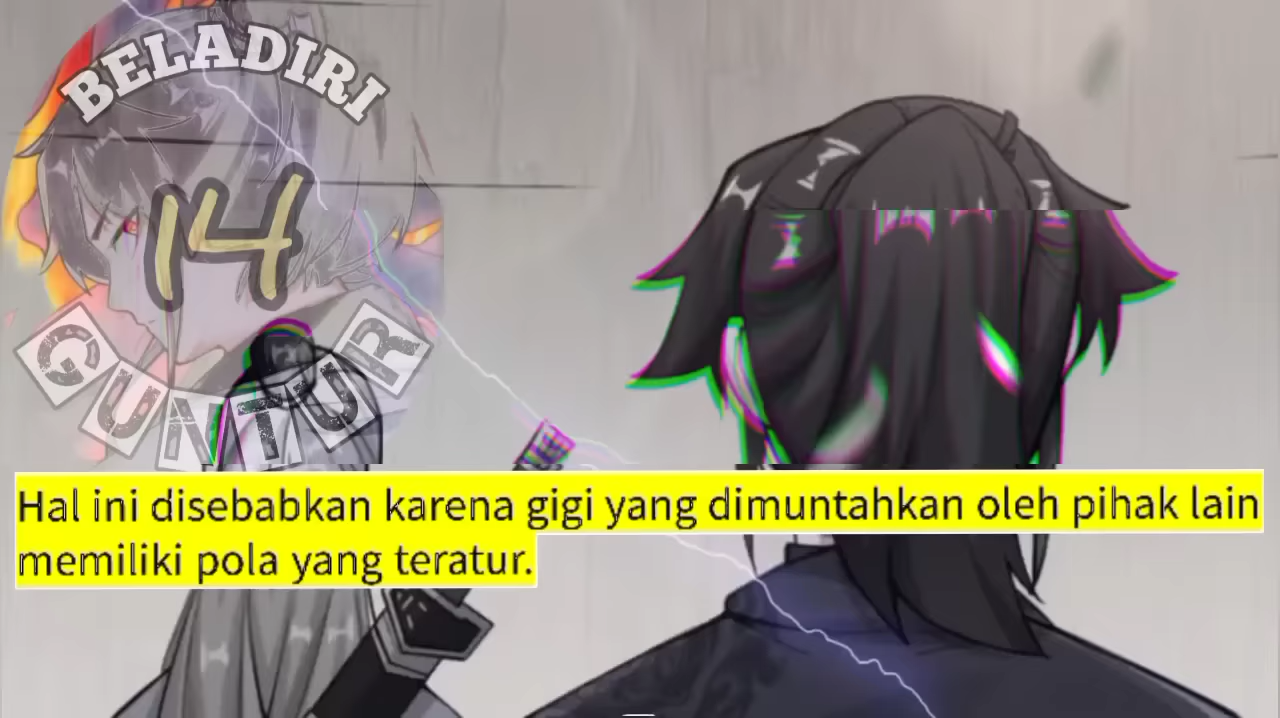 BELADIRI
14
GUNTUR
Hal ini disebabkan karena gigi yang dimuntahkan oleh pihak lain
memiliki pola yang teratur.